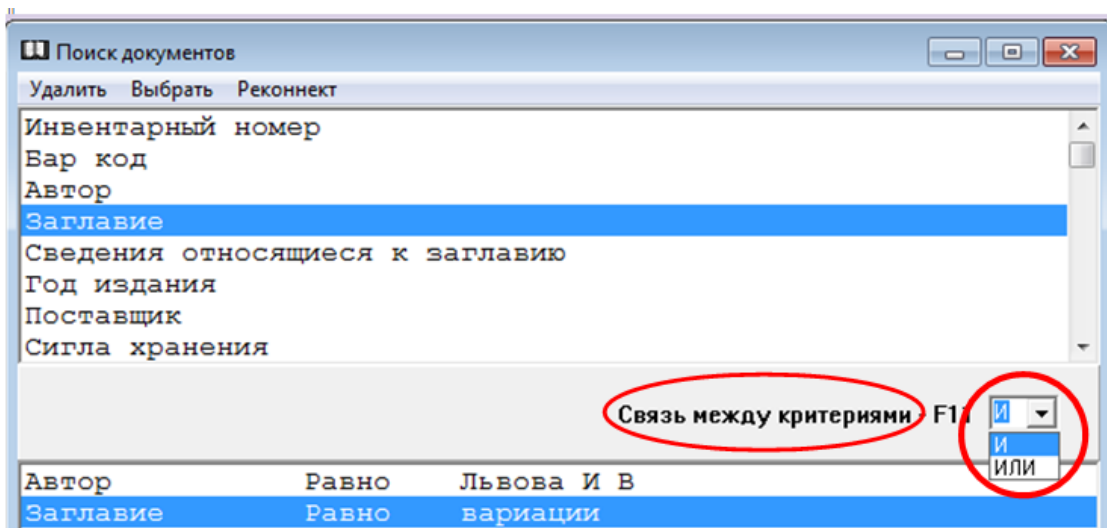 Поиск документов
Удалить Выбрать Реконнект
Инвентарный номер
Бар код
Автор
Заглавие
Сведения относящиеся к заглавию
Год издания
Поставщик
Сигла хранения
Связь между критериями - F11 И
И
ИЛИ
Автор Равно Львова И В
Заглавие Равно вариации